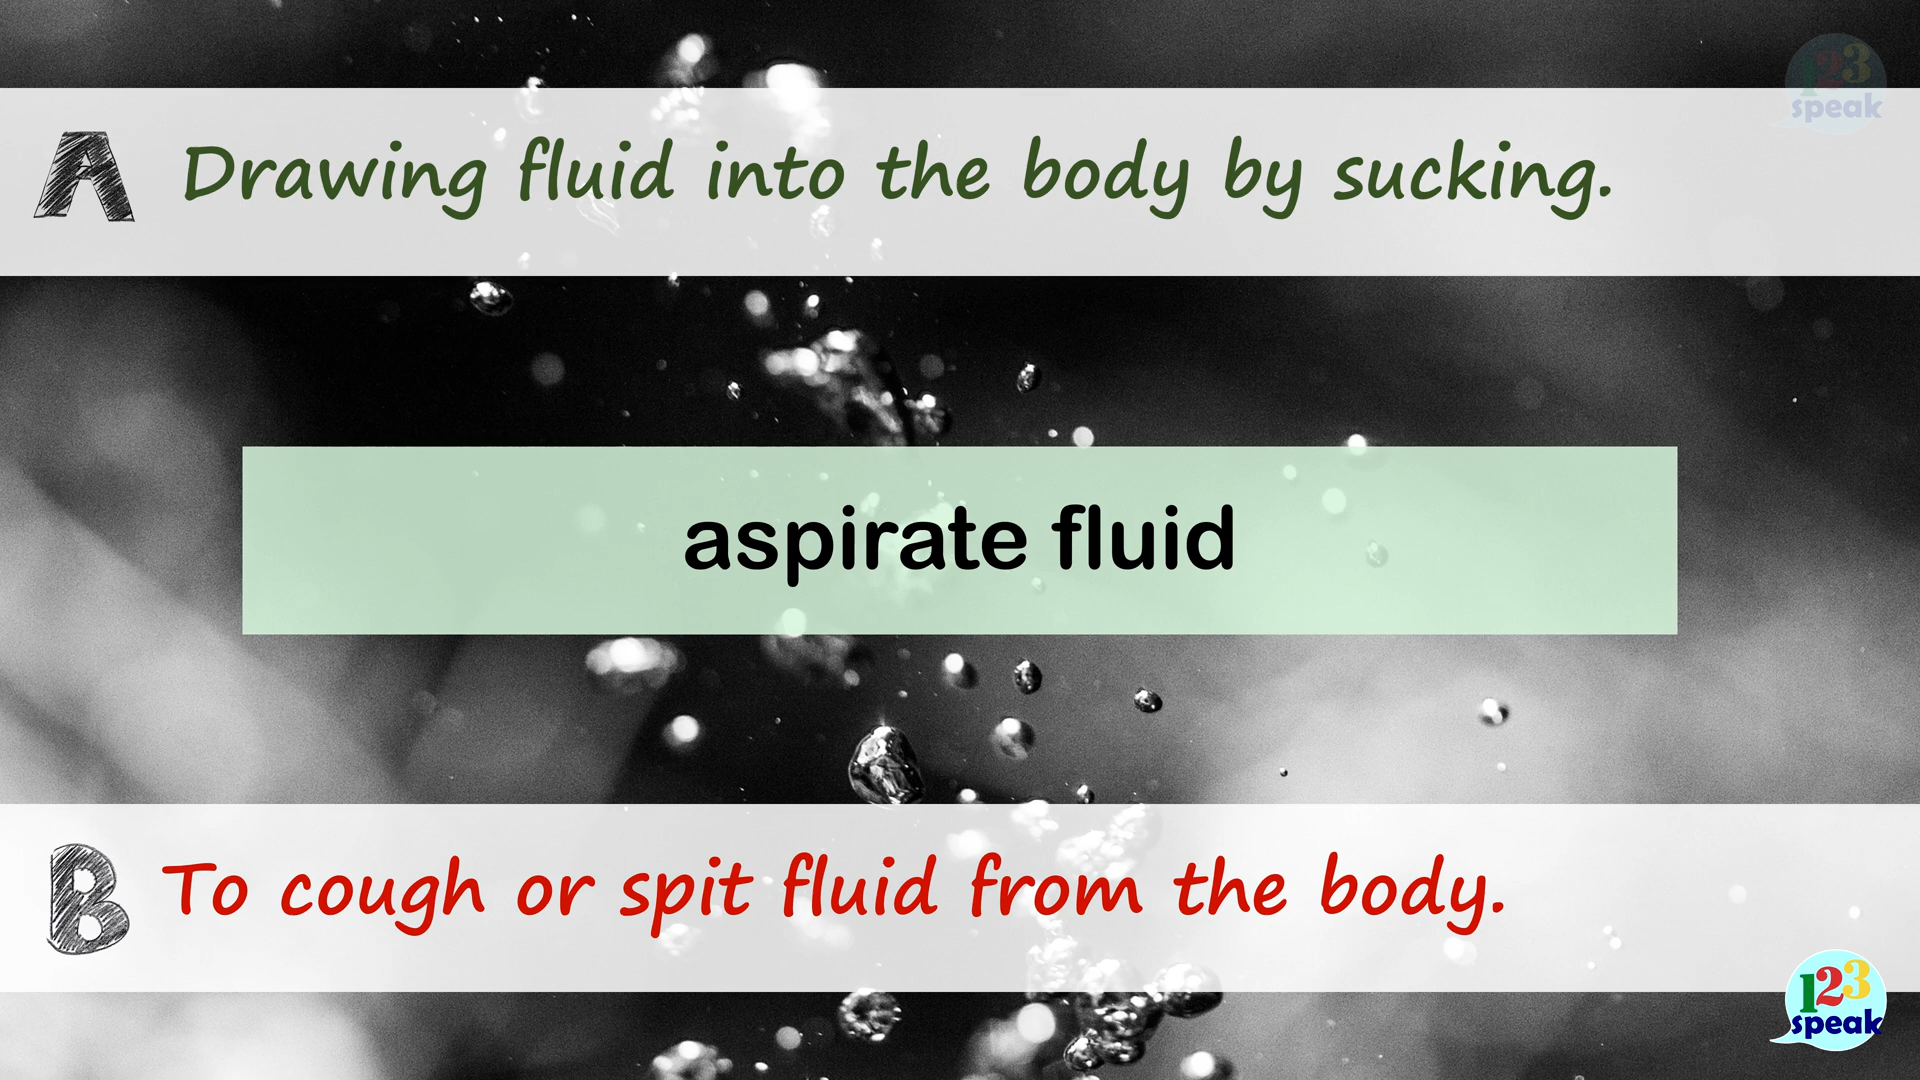 123
speak
A Drawing fluid into the body by sucking.
aspirate fluid
B To cough or spit fluid from the body.
123
speak